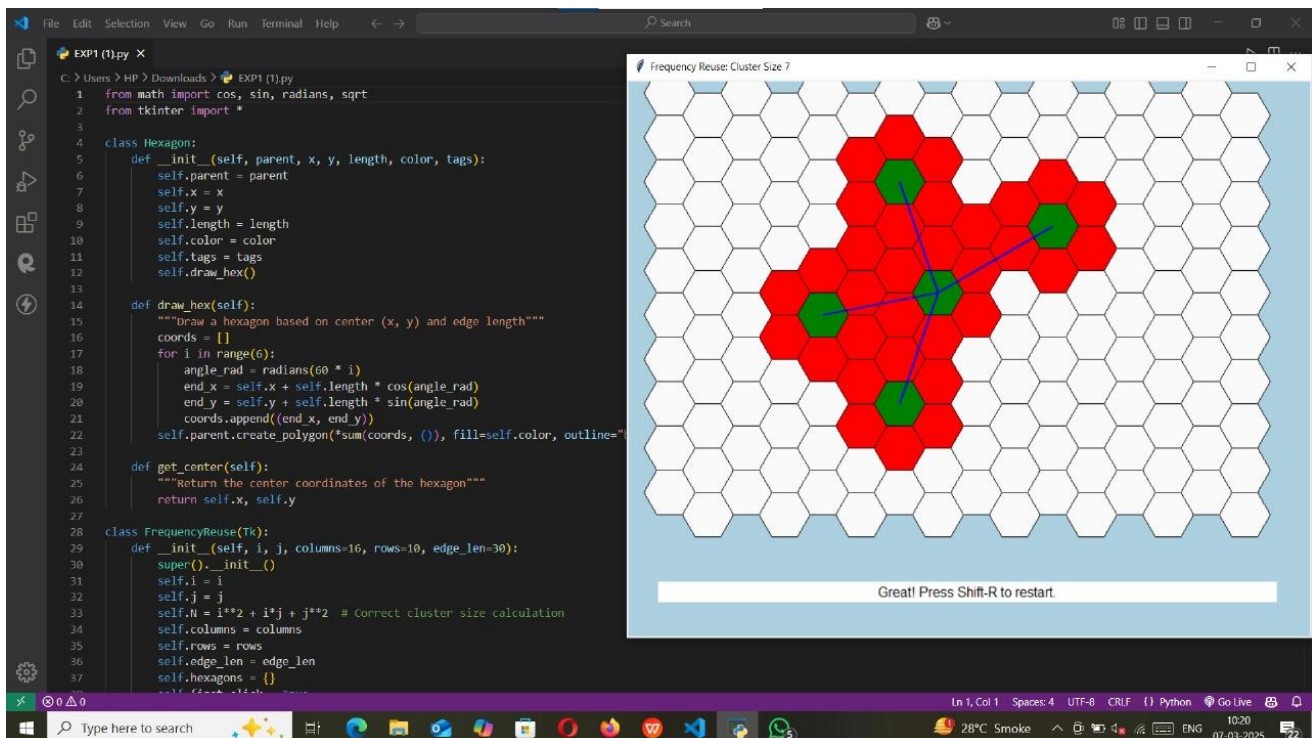 File Edit Selection View Go Run Terminal Help
Search
EXP1 (1).py
C: > Users > HP > Downloads > EXP1 (1).py
1 from math import cos, sin, radians, sqrt
2 from tkinter import *
3
4 class Hexagon:
5 def __init__(self, parent, x, y, length, color, tags):
6 self.parent = parent
7 self.x = x
8 self.y = y
9 self.length = length
10 self.color = color
11 self.tags = tags
12 self.draw_hex()
13
14 def draw_hex(self):
15 """Draw a hexagon based on center (x, y) and edge length"""
16 coords = []
17 for i in range(6):
18 angle_rad = radians(60 * i)
19 end_x = self.x + self.length * cos(angle_rad)
20 end_y = self.y + self.length * sin(angle_rad)
21 coords.append((end_x, end_y))
22 self.parent.create_polygon(*sum(coords, ()), fill=self.color, outline="
23
24 def get_center(self):
25 """Return the center coordinates of the hexagon"""
26 return self.x, self.y
27
28 class FrequencyReuse(Tk):
29 def __init__(self, i, j, columns=16, rows=10, edge_len=30):
30 super().__init__()
31 self.i = i
32 self.j = j
33 self.N = i**2 + i*j + j**2 # Correct cluster size calculation
34 self.columns = columns
35 self.rows = rows
36 self.edge_len = edge_len
37 self.hexagons = {}
Frequency Reuse: Cluster Size 7
Great! Press Shift-R to restart.
0 0
Ln 1, Col 1 Spaces: 4 UTF-8 CRLF {} Python Go Live
Type here to search
28°C Smoke
ENG
10:20
07-03-2025
22